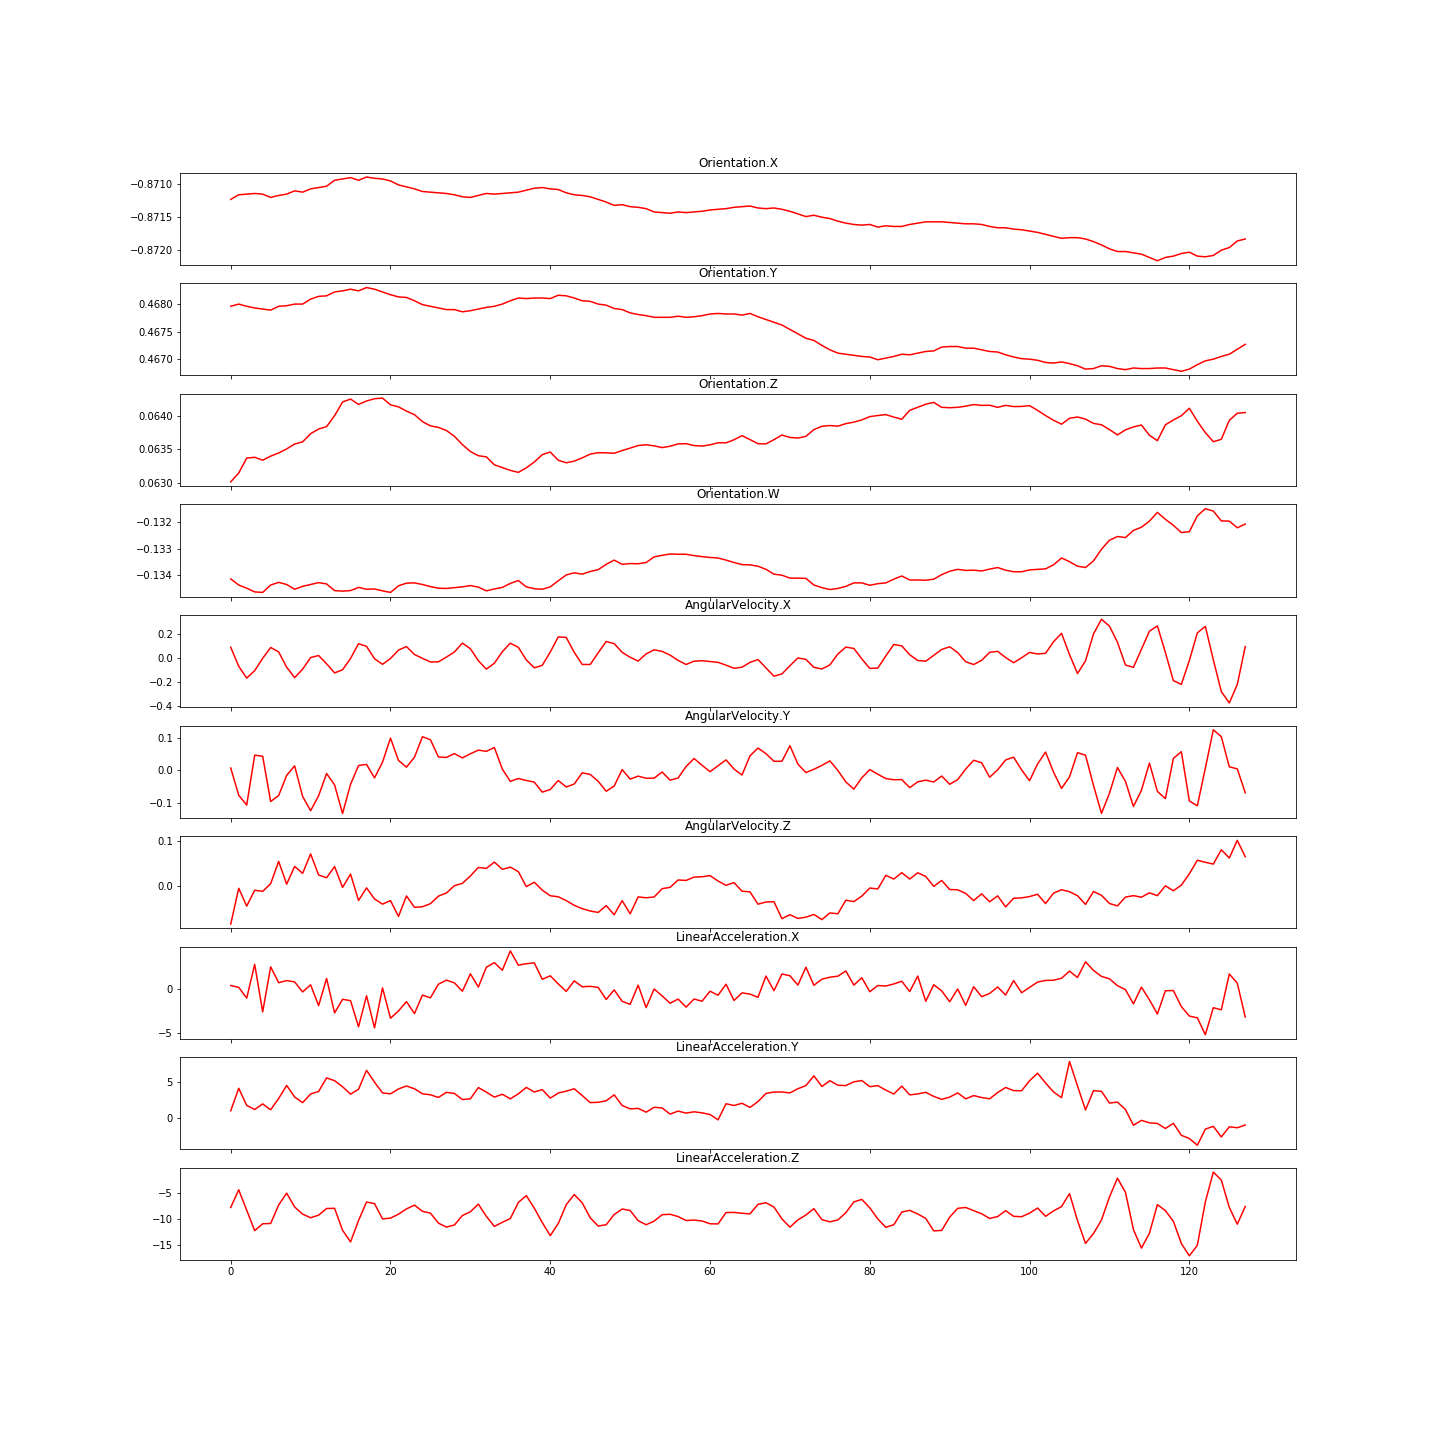 Orientation.X
−0.8710
−0.8715
−0.8720
Orientation.Y
0.4680
0.4675
0.4670
Orientation.Z
0.0640
0.0635
0.0630
Orientation.W
−0.132
−0.133
−0.134
AngularVelocity.X
0.2
0.0
−0.2
−0.4
AngularVelocity.Y
0.1
0.0
−0.1
AngularVelocity.Z
0.1
0.0
LinearAcceleration.X
0
−5
LinearAcceleration.Y
5
0
LinearAcceleration.Z
−5
−10
−15
0 20 40 60 80 100 120